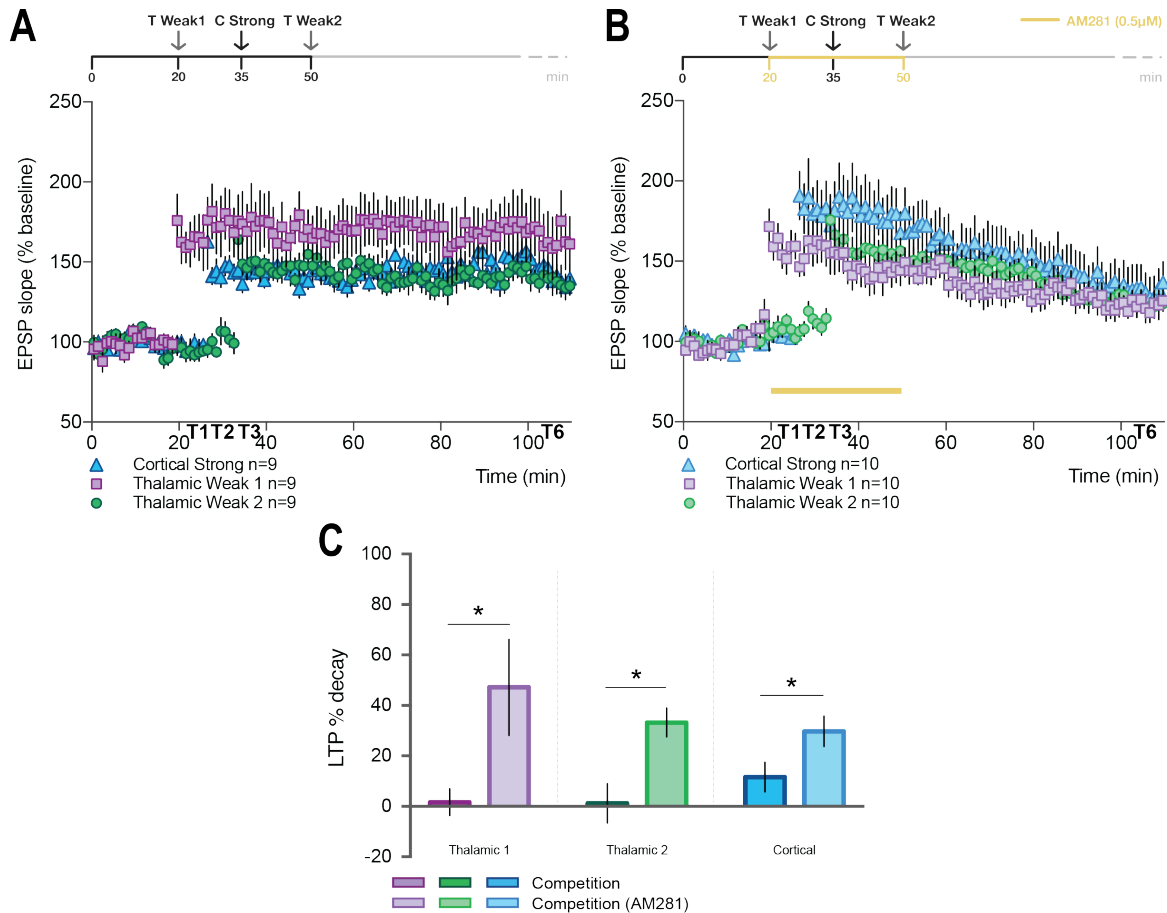 A
T Weak1 C Strong T Weak2
0 20 35 50 min
250
200
150
100
50
EPSP slope (% baseline)
0 20 40 60 80 100
T1 T2 T3 T6
Time (min)
Cortical Strong n=9
Thalamic Weak 1 n=9
Thalamic Weak 2 n=9
B
T Weak1 C Strong T Weak2
AM281 (0.5µM)
0 20 35 50 min
250
200
150
100
50
EPSP slope (% baseline)
0 20 40 60 80 100
T1 T2 T3 T6
Time (min)
Cortical Strong n=10
Thalamic Weak 1 n=10
Thalamic Weak 2 n=10
C
100
80
60
40
20
0
-20
LTP % decay
* * *
Thalamic 1 Thalamic 2 Cortical
Competition
Competition (AM281)